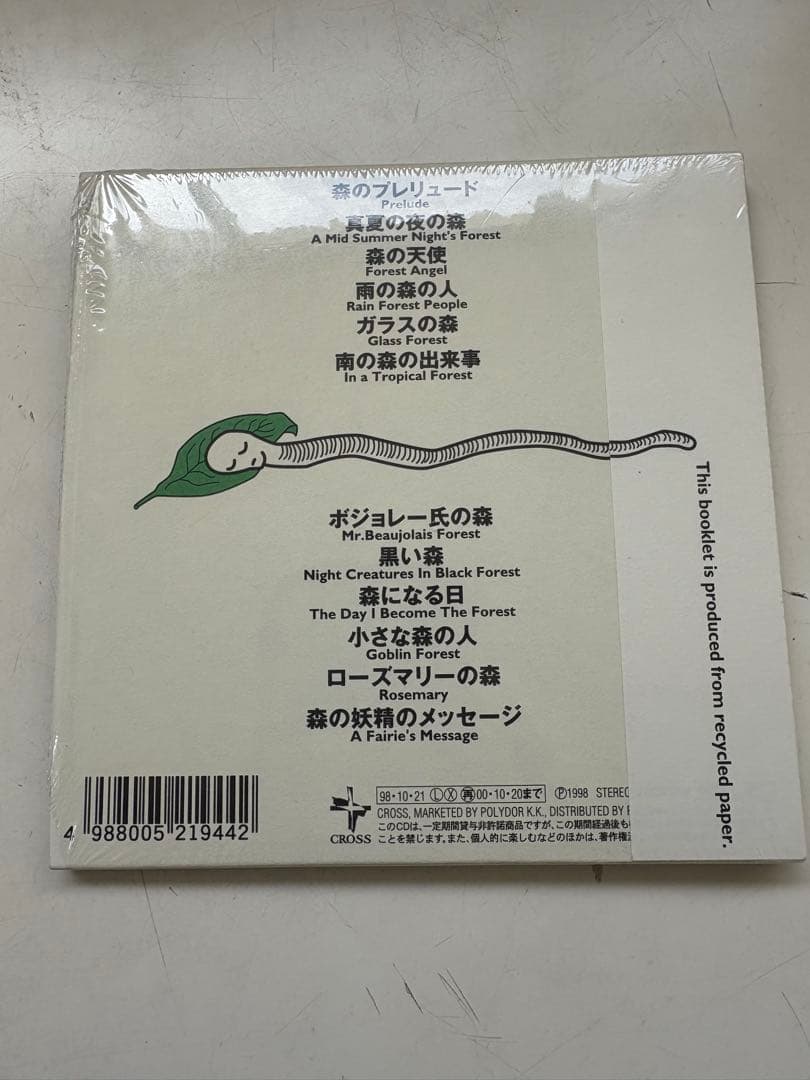 森のプレリュード
Prelude
真夏の夜の森
A Mid Summer Night's Forest
森の天使
Forest Angel
雨の森の人
Rain Forest People
ガラスの森
Glass Forest
南の森の出来事
In a Tropical Forest
ボジョレー氏の森
Mr.Beaujolais Forest
黒い森
Night Creatures In Black Forest
森になる日
The Day I Become The Forest
小さな森の人
Goblin Forest
ローズマリーの森
Rosemary
森の妖精のメッセージ
A Fairie's Message
This booklet is produced from recycled paper.
4 988005 219442
CROSS
98・10・21 Ⓛ Ⓧ ㊢00・10・20まで ℗1998 STEREO
CROSS, MARKETED BY POLYDOR K.K., DISTRIBUTED BY
このCDは、一定期間貸与非許諾商品ですが、この期間経過後も
ことを禁じます。また、個人的に楽しむなどのほかは、著作権